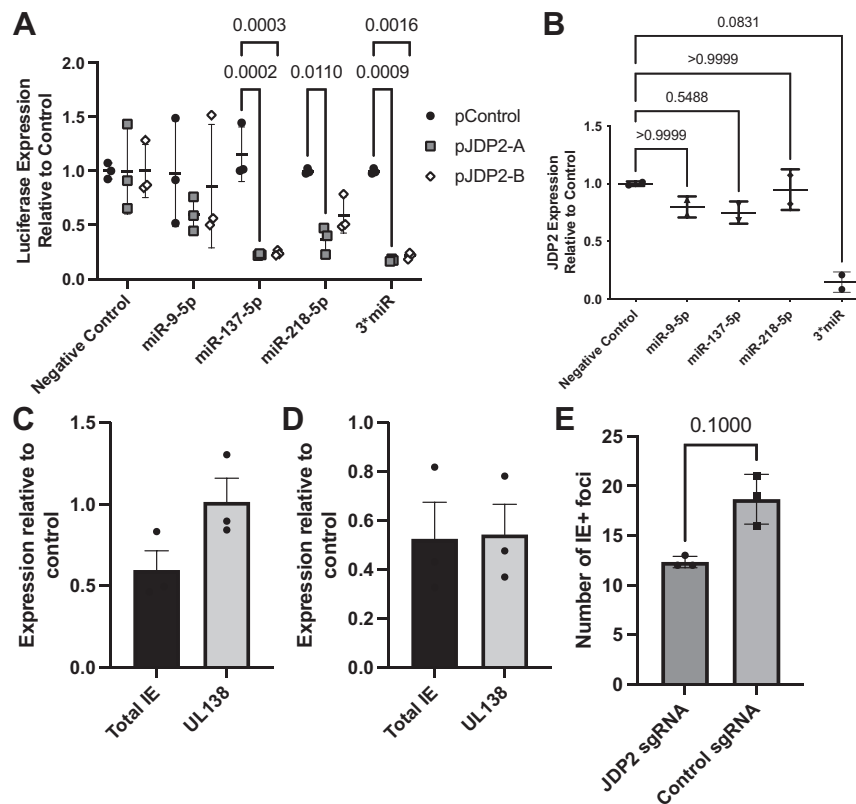 A
0.0003
0.0016
0.0002
0.0110
0.0009
Luciferase Expression
Relative to Control
2.0
1.5
1.0
0.5
0.0
Negative Control
miR-9-5p
miR-137-5p
miR-218-5p
3*miR
pControl
pJDP2-A
pJDP2-B
B
0.0831
>0.9999
0.5488
>0.9999
JDP2 Expression
Relative to Control
1.5
1.0
0.5
0.0
Negative Control
miR-9-5p
miR-137-5p
miR-218-5p
3*miR
C
Expression relative to
control
1.5
1.0
0.5
0.0
Total IE
UL138
D
Expression relative to
control
1.0
0.8
0.6
0.4
0.2
0.0
Total IE
UL138
E
0.1000
Number of IE+ foci
25
20
15
10
5
0
JDP2 sgRNA
Control sgRNA